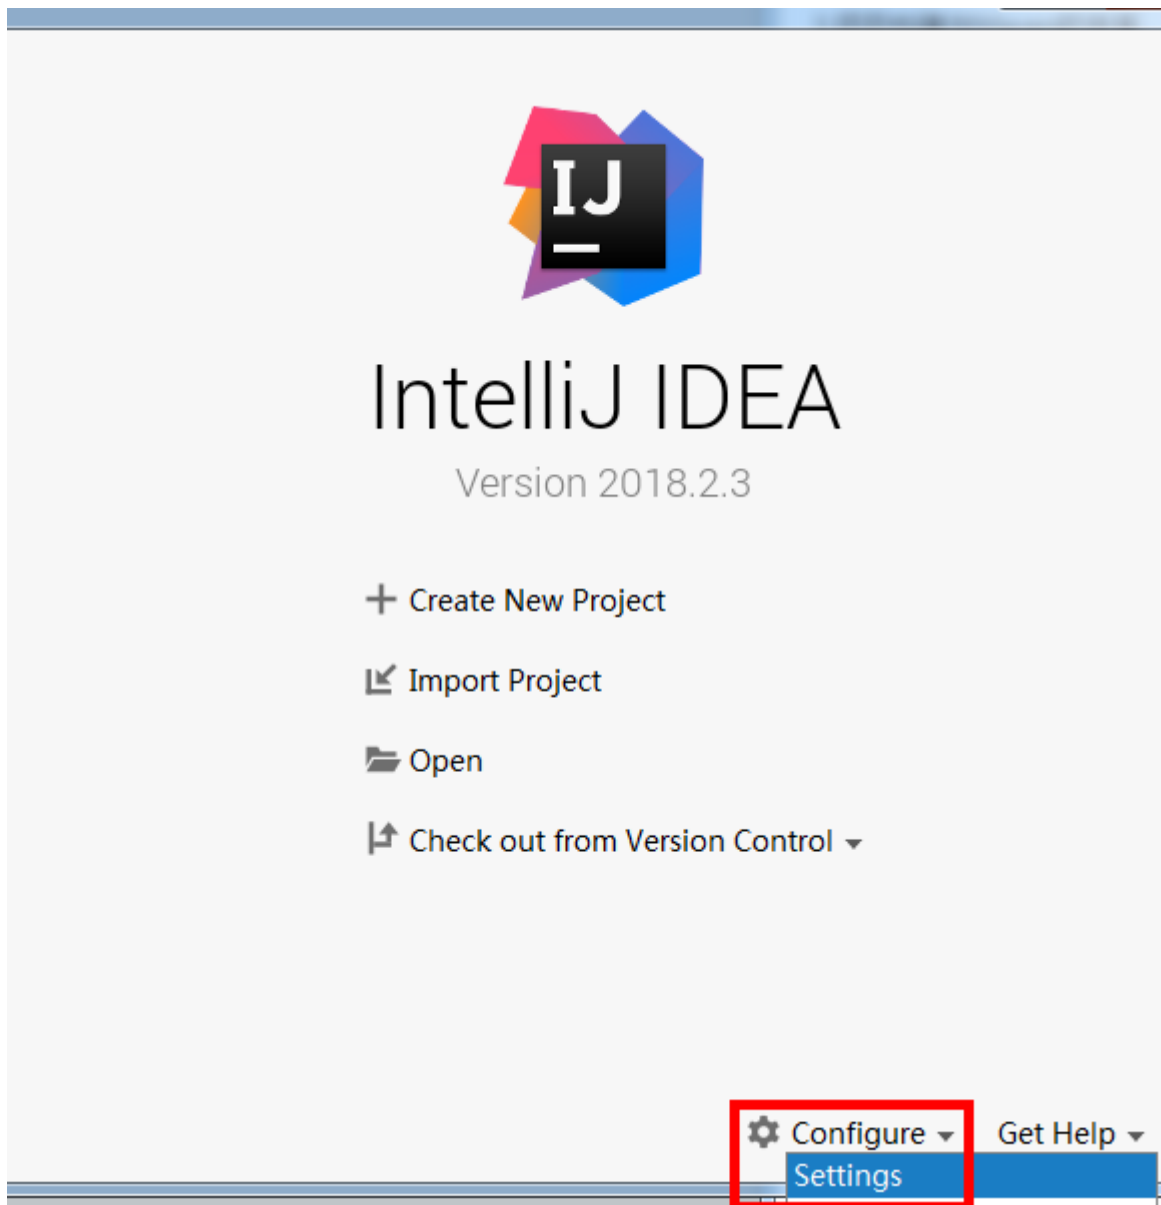 IJ
IntelliJ IDEA
Version 2018.2.3
Create New Project
Import Project
Open
Check out from Version Control
Configure Get Help
Settings